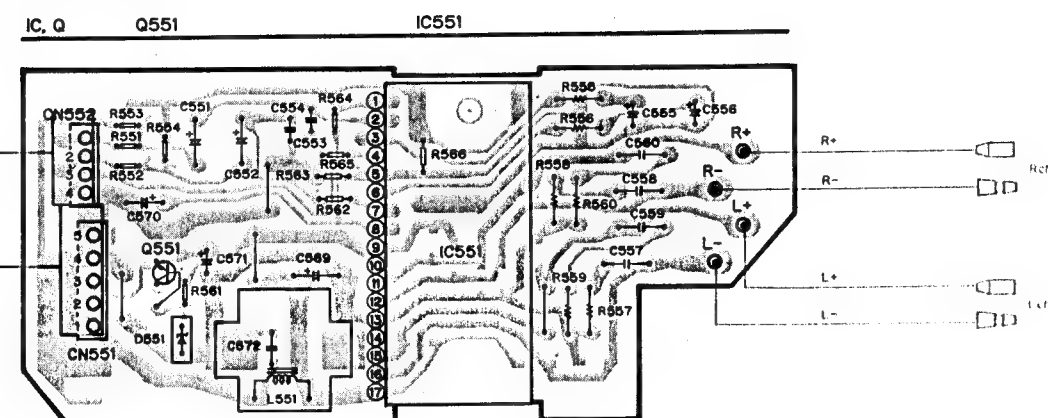 IC, Q Q551 IC551
CN552
R553
R551
R554
C551
C554
R564
C553
R552
C552
R563
R565
R562
C570
1
2
3
4
5
6
7
8
9
10
11
12
13
14
15
16
17
R566
IC551
R555
R556
C555
C556
C560
R558
C558
R560
C559
C557
R559
R557
R+
R-
L+
L-
R+
R-
L+
L-
2
3
4
5
4
3
2
1
Q551
C571
C569
R561
D551
C572
L551
CN551